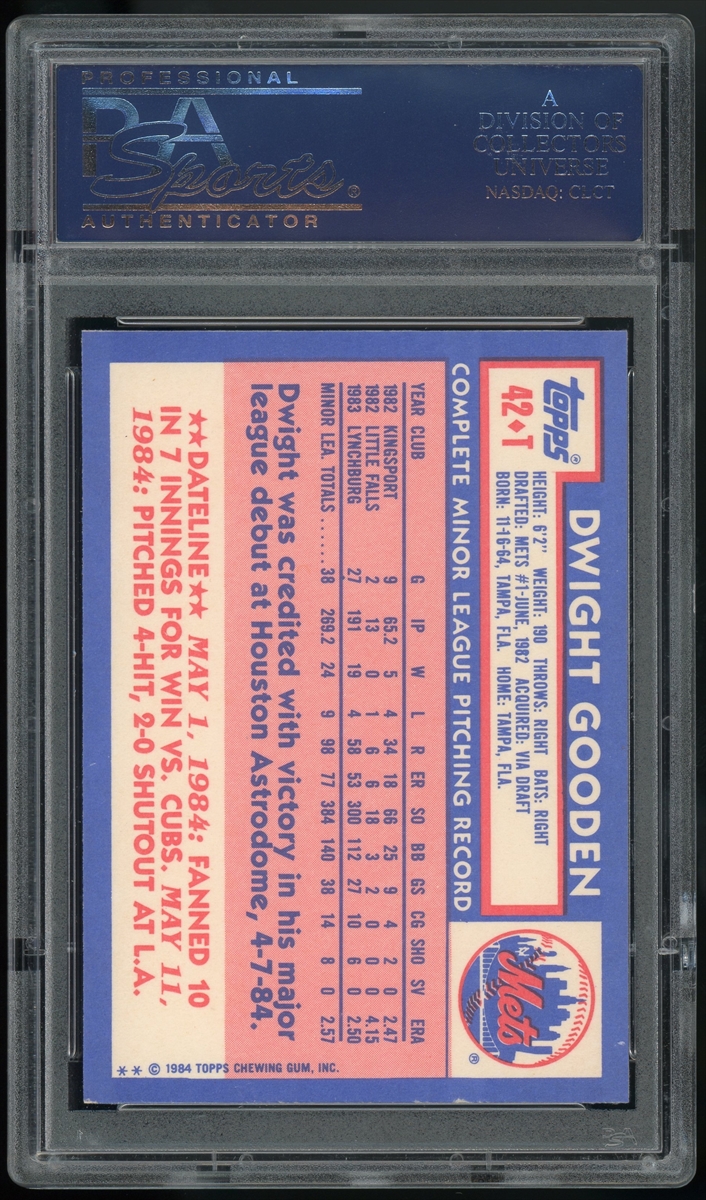 PROFESSIONAL
PSA
Sports®
AUTHENTICATOR
A
DIVISION OF
COLLECTORS
UNIVERSE
NASDAQ: CLCT
topps®
42♦T
DWIGHT GOODEN
HEIGHT: 6'2" WEIGHT: 190 THROWS: RIGHT BATS: RIGHT
DRAFTED: METS #1-JUNE, 1982 ACQUIRED: VIA DRAFT
BORN: 11-16-64, TAMPA, FLA. HOME: TAMPA, FLA.
Mets ®
COMPLETE MINOR LEAGUE PITCHING RECORD
YEAR CLUB G IP W L R ER SO BB GS CG SHO SV ERA
1982 KINGSPORT 9 65.2 5 4 34 18 66 25 9 4 2 0 2.47
1982 LITTLE FALLS 2 13 0 1 6 6 18 3 2 0 0 0 4.15
1983 LYNCHBURG 27 191 19 4 58 53 300 112 27 10 6 0 2.50
MINOR LEA. TOTALS ...... 38 269.2 24 9 98 77 384 140 38 14 8 0 2.57
Dwight was credited with victory in his major
league debut at Houston Astrodome, 4-7-84.
★★DATELINE★★ MAY 1, 1984: FANNED 10
IN 7 INNINGS FOR WIN VS. CUBS. MAY 11,
1984: PITCHED 4-HIT, 2-0 SHUTOUT AT L.A.
** © 1984 TOPPS CHEWING GUM, INC.